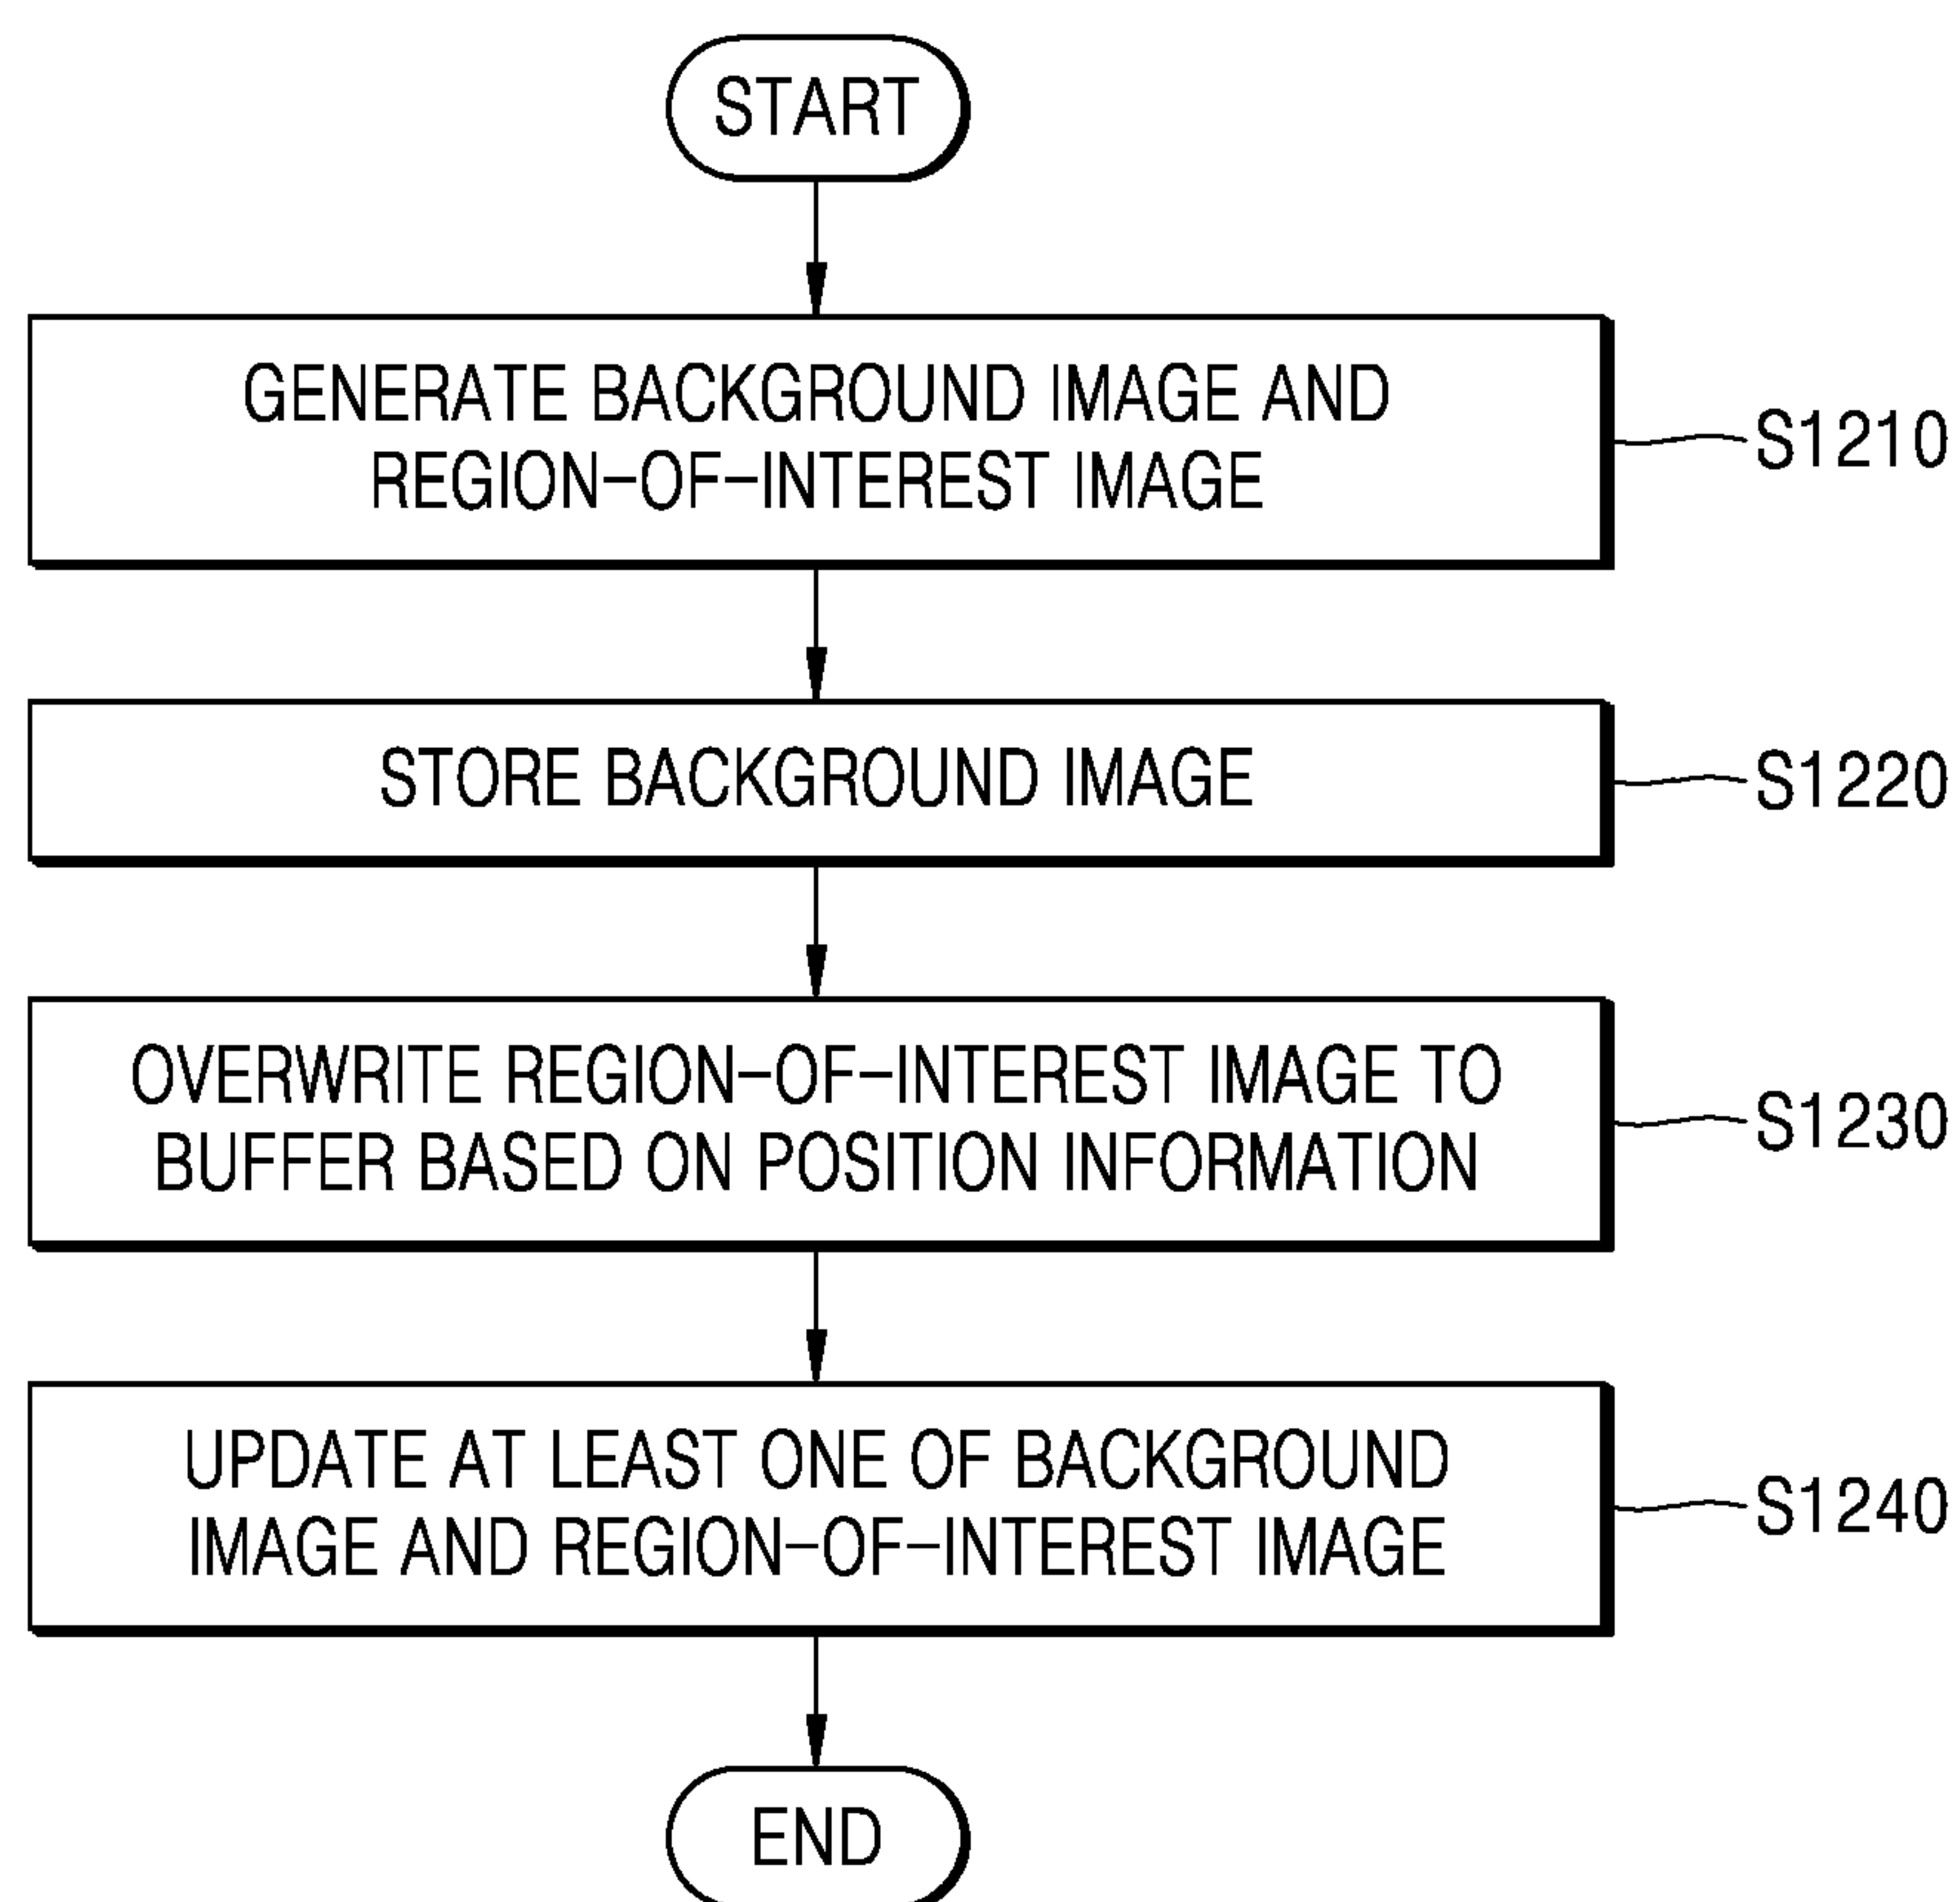 START
GENERATE BACKGROUND IMAGE AND
REGION-OF-INTEREST IMAGE
S1210
STORE BACKGROUND IMAGE
S1220
OVERWRITE REGION-OF-INTEREST IMAGE TO
BUFFER BASED ON POSITION INFORMATION
S1230
UPDATE AT LEAST ONE OF BACKGROUND
IMAGE AND REGION-OF-INTEREST IMAGE
S1240
END